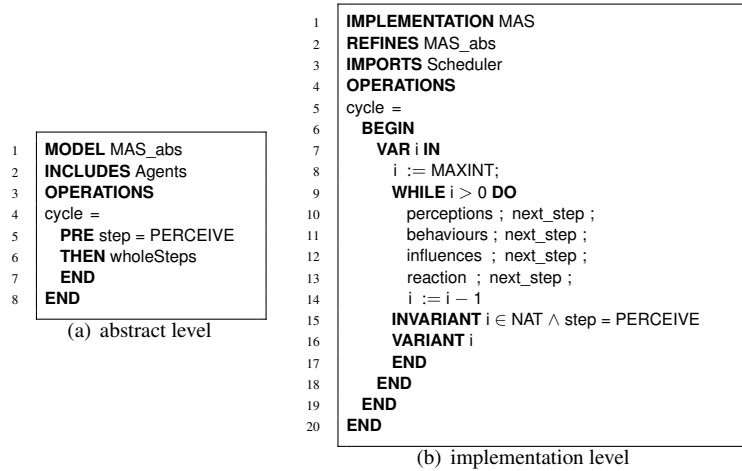 1 MODEL MAS_abs
2 INCLUDES Agents
3 OPERATIONS
4 cycle =
5 PRE step = PERCEIVE
6 THEN wholeSteps
7 END
8 END
(a) abstract level
1 IMPLEMENTATION MAS
2 REFINES MAS_abs
3 IMPORTS Scheduler
4 OPERATIONS
5 cycle =
6 BEGIN
7 VAR i IN
8 i := MAXINT;
9 WHILE i > 0 DO
10 perceptions ; next_step ;
11 behaviours ; next_step ;
12 influences ; next_step ;
13 reaction ; next_step ;
14 i := i − 1
15 INVARIANT i ∈ NAT ∧ step = PERCEIVE
16 VARIANT i
17 END
18 END
19 END
20 END
(b) implementation level